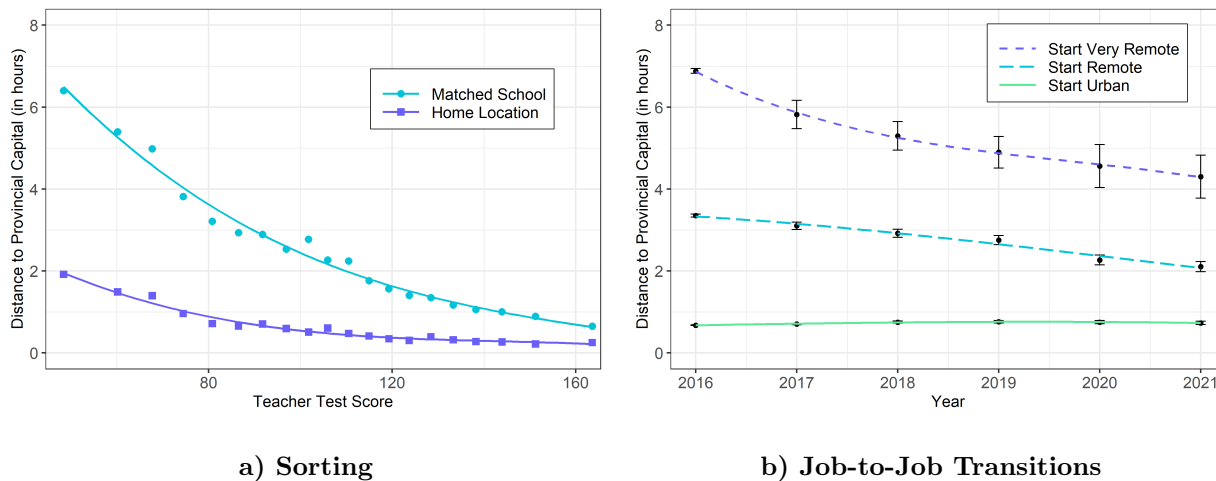 Distance to Provincial Capital (in hours)
8
6
4
2
0
Matched School
Home Location
80
120
160
Teacher Test Score
a) Sorting
Distance to Provincial Capital (in hours)
8
6
4
2
0
Start Very Remote
Start Remote
Start Urban
2016
2017
2018
2019
2020
2021
Year
b) Job-to-Job Transitions